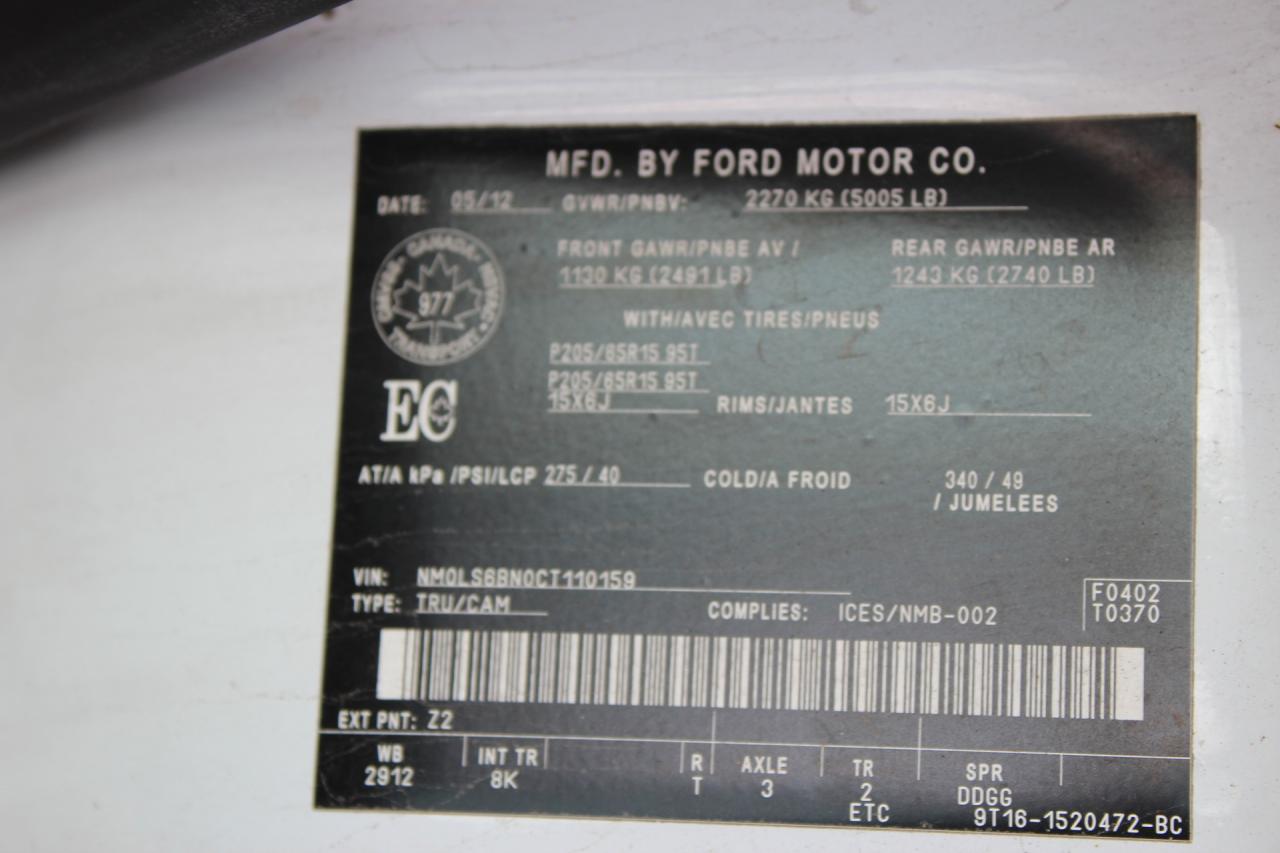 MFD. BY FORD MOTOR CO.
DATE: 05/12 GVWR/PNBV: 2270 KG (5005 LB)
FRONT GAWR/PNBE AV / REAR GAWR/PNBE AR
1130 KG (2491 LB) 1243 KG (2740 LB)
CANADA
977
TRANSPORT
WITH/AVEC TIRES/PNEUS
P205/65R15 95T
P205/65R15 95T
15X6J RIMS/JANTES 15X6J
EC
AT/A kPa /PSI/LCP 275 / 40 COLD/A FROID 340 / 49
/ JUMELEES
VIN: NM0LS6BN0CT110159
TYPE: TRU/CAM COMPLIES: ICES/NMB-002
F0402
T0370
EXT PNT: Z2
WB INT TR R AXLE TR SPR
2912 8K T 3 2 DDGG
ETC 9T16-1520472-BC